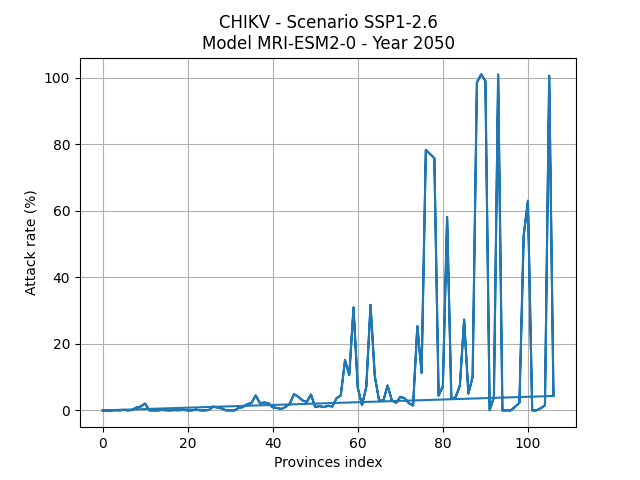 CHIKV - Scenario SSP1-2.6
Model MRI-ESM2-0 - Year 2050
100
80
60
40
20
0
Attack rate (%)
0 20 40 60 80 100
Provinces index